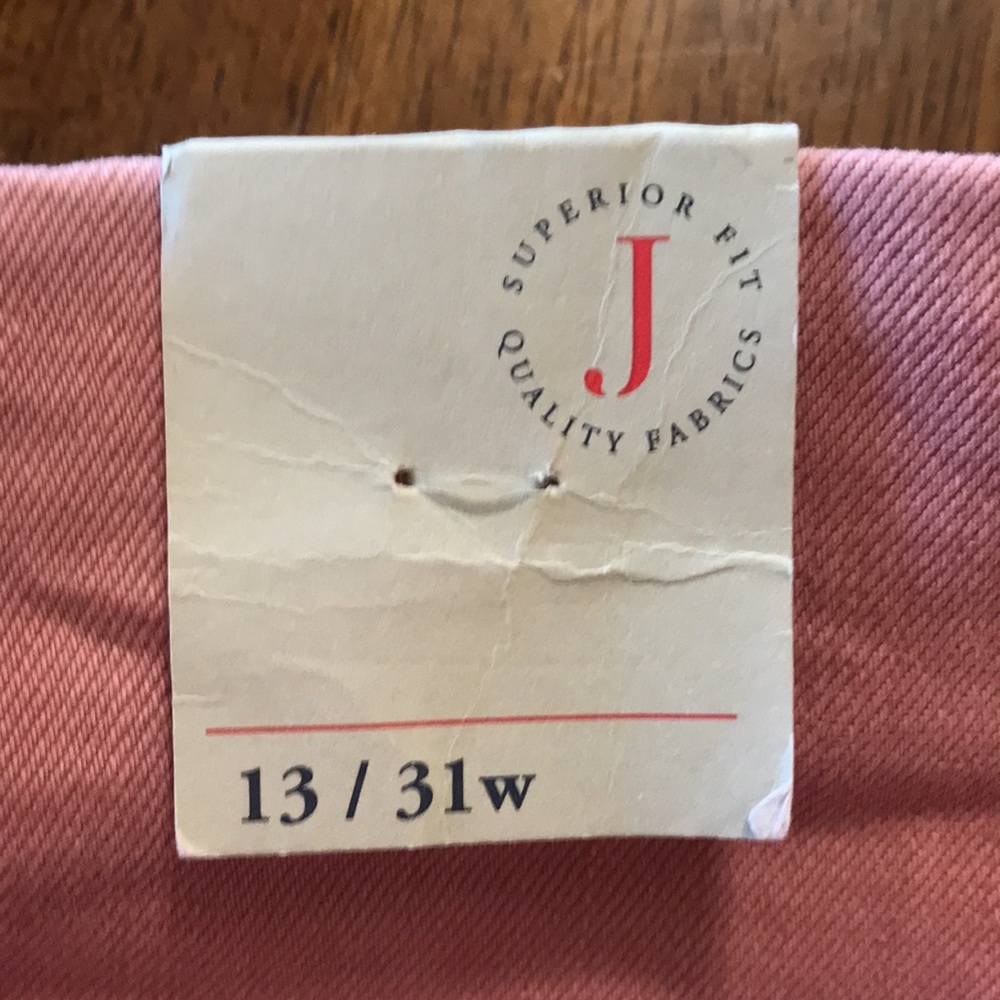 SUPERIOR FIT
J
QUALITY FABRICS
13 / 31w